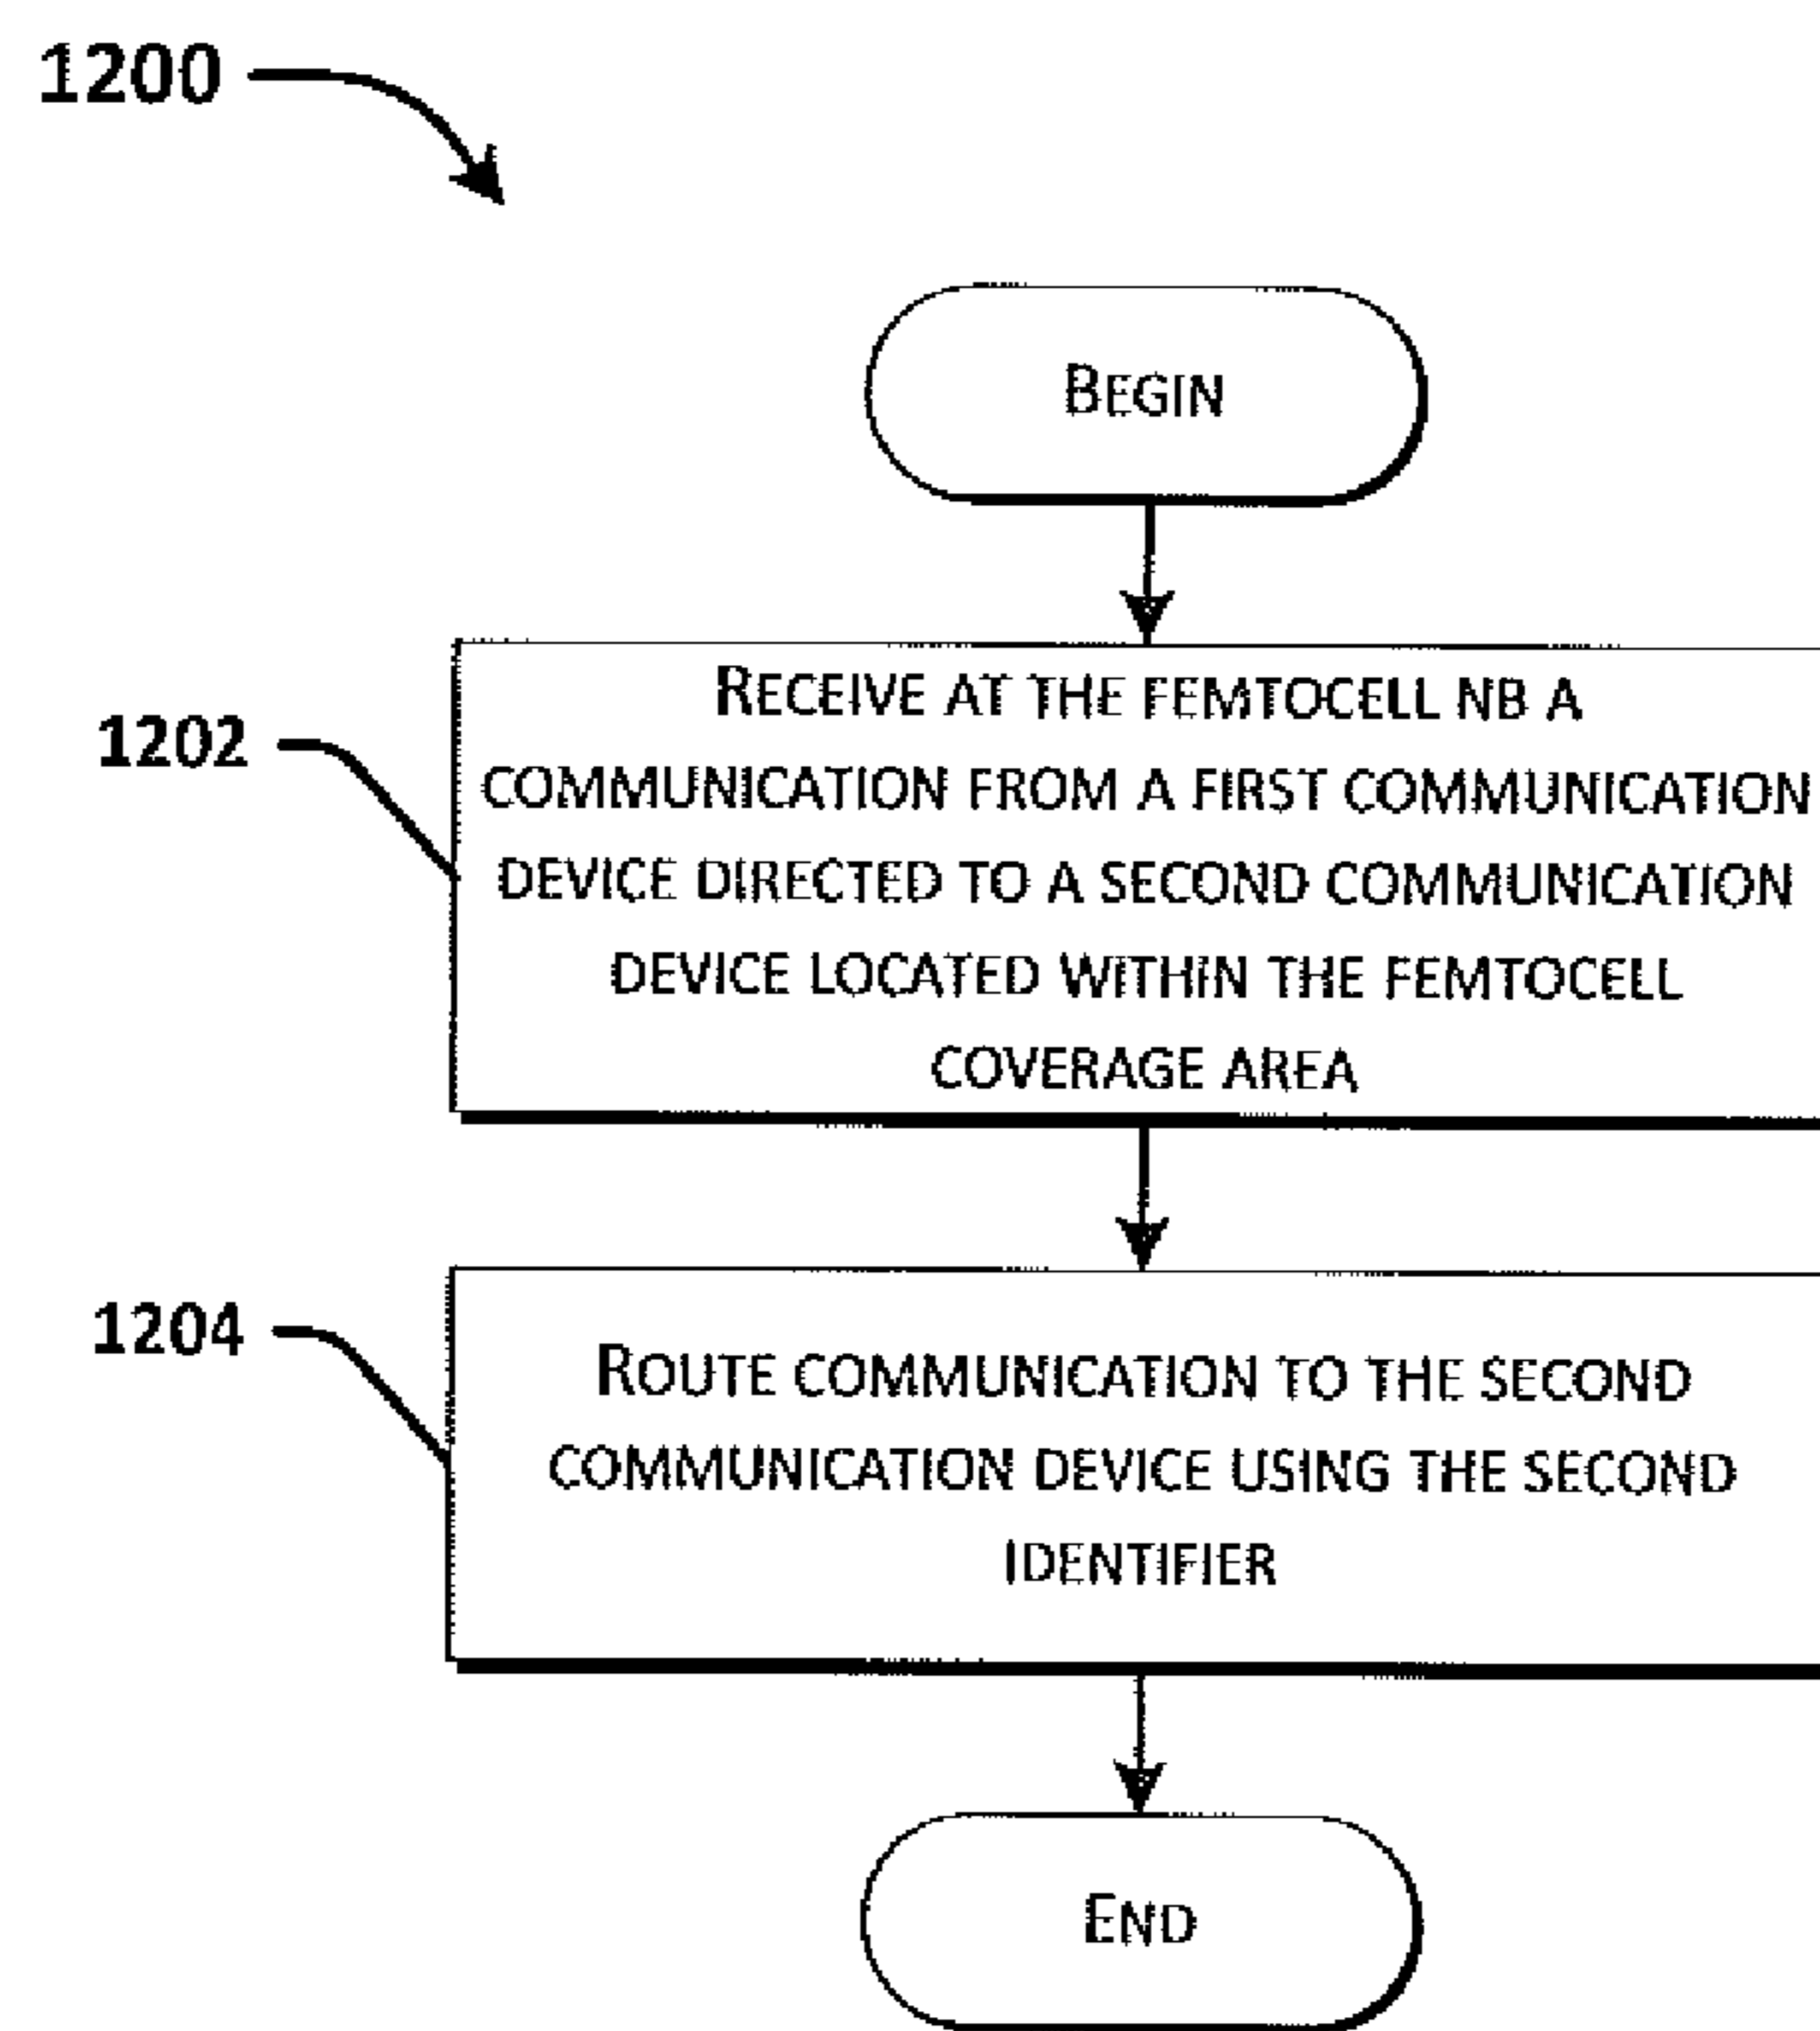 1200
BEGIN
1202
RECEIVE AT THE FEMTOCELL NB A
COMMUNICATION FROM A FIRST COMMUNICATION
DEVICE DIRECTED TO A SECOND COMMUNICATION
DEVICE LOCATED WITHIN THE FEMTOCELL
COVERAGE AREA
1204
ROUTE COMMUNICATION TO THE SECOND
COMMUNICATION DEVICE USING THE SECOND
IDENTIFIER
END